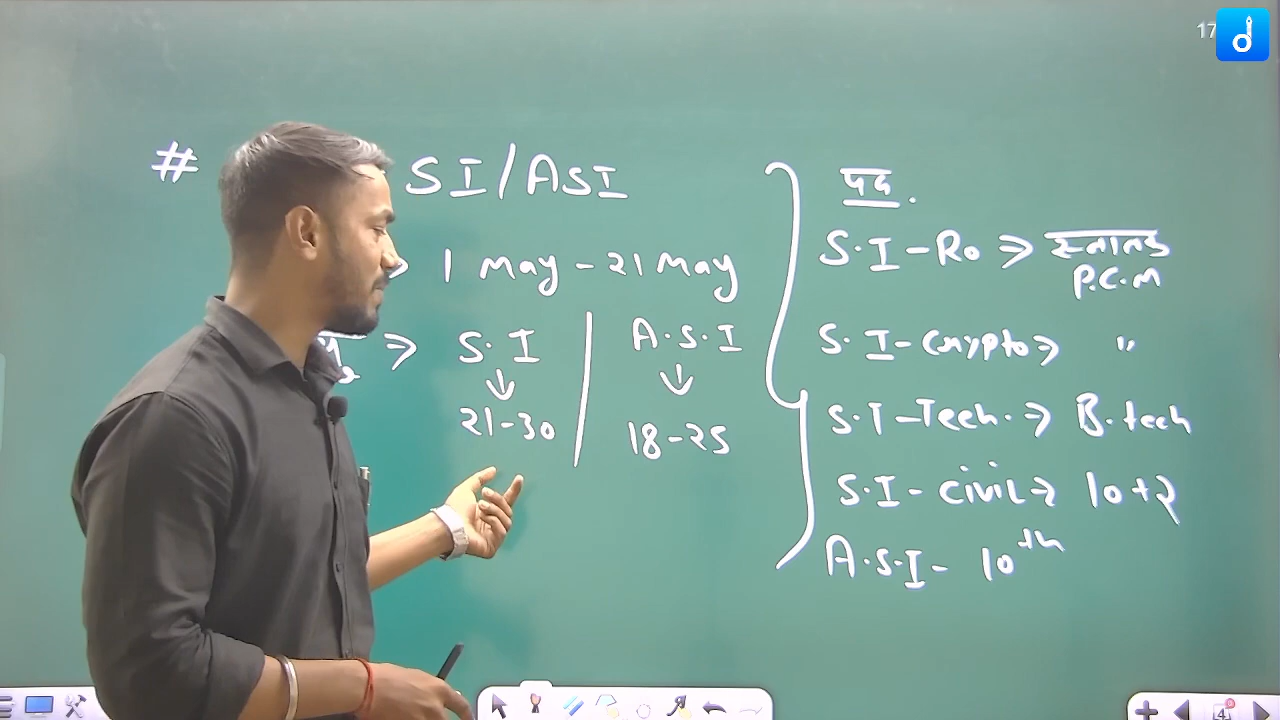 17
# SI/ASI
1 May - 21 May
> S.I | A.S.I
21-30 | 18-25
पद.
S.I - Ro => स्नातक
P.C.M
S.I - Crypto => "
S.I - Tech. => B.tech
S.I - Civil => 10+2
A.S.I - 10th
4